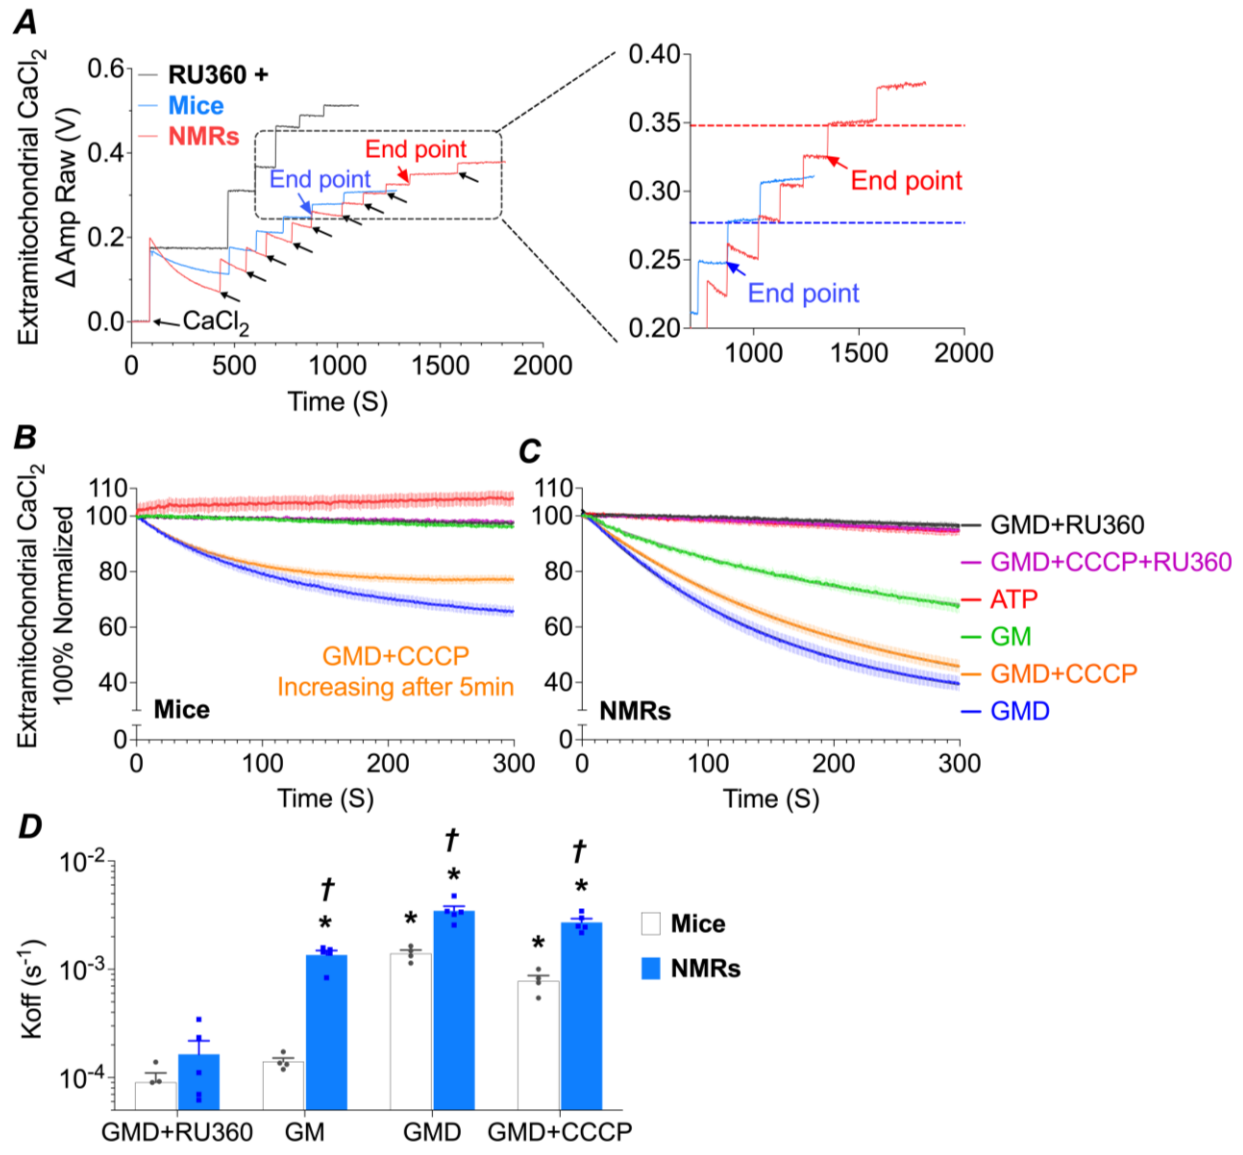 A
Extramitochondrial CaCl2
Δ Amp Raw (V)
0.6
0.4
0.2
0.0
RU360 +
Mice
NMRs
End point
End point
CaCl2
0
500
1000
1500
2000
Time (S)
0.40
0.35
0.30
0.25
0.20
End point
End point
1000
1500
2000
B
Extramitochondrial CaCl2
100% Normalized
110
100
80
60
40
0
GMD+CCCP
Increasing after 5min
Mice
0
100
200
300
Time (S)
C
110
100
80
60
40
0
NMRs
0
100
200
300
Time (S)
GMD+RU360
GMD+CCCP+RU360
ATP
GM
GMD+CCCP
GMD
D
Koff (s-1)
10-2
10-3
10-4
†
*
*
†
*
*
†
*
Mice
NMRs
GMD+RU360
GM
GMD
GMD+CCCP